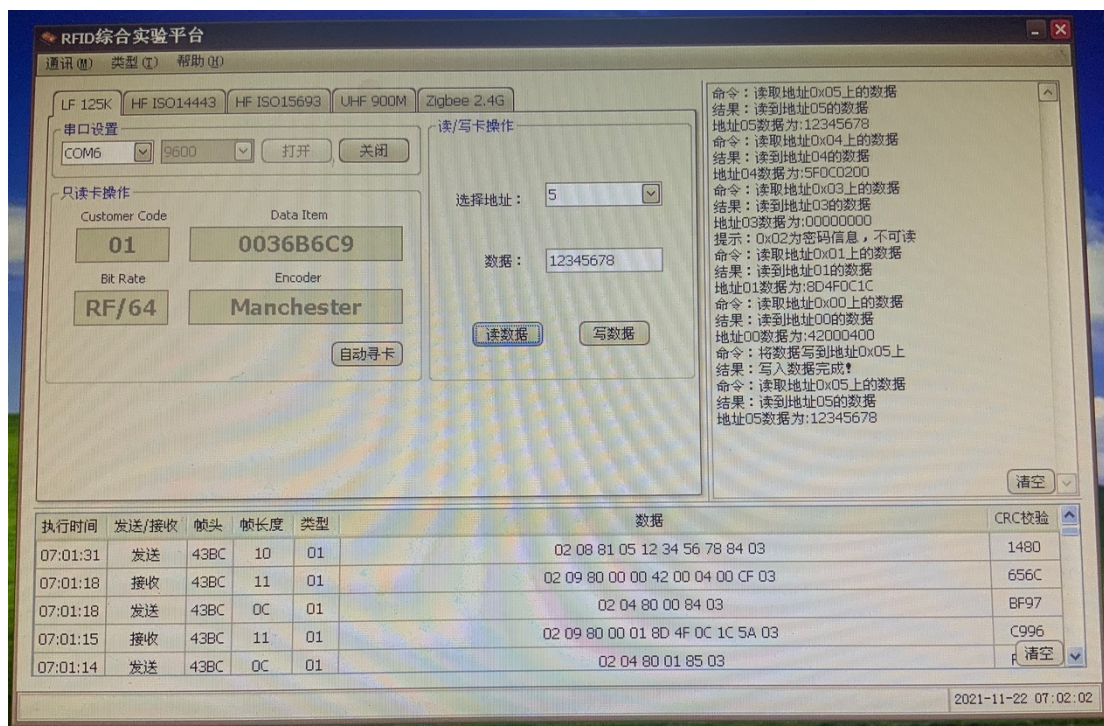 RFID综合实验平台
通讯(M) 类型(T) 帮助(H)
LF 125K HF ISO14443 HF ISO15693 UHF 900M Zigbee 2.4G
串口设置
COM6 9600 打开 关闭
只读卡操作
Customer Code Data Item
01 0036B6C9
Bit Rate Encoder
RF/64 Manchester
自动寻卡
读/写卡操作
选择地址： 5
数据： 12345678
读数据 写数据
命令：读取地址0x05上的数据
结果：读到地址05的数据
地址05数据为:12345678
命令：读取地址0x04上的数据
结果：读到地址04的数据
地址04数据为:5F0C0200
命令：读取地址0x03上的数据
结果：读到地址03的数据
地址03数据为:00000000
提示：0x02为密码信息，不可读
命令：读取地址0x01上的数据
结果：读到地址01的数据
地址01数据为:8D4F0C1C
命令：读取地址0x00上的数据
结果：读到地址00的数据
地址00数据为:42000400
命令：将数据写到地址0x05上
结果：写入数据完成!
命令：读取地址0x05上的数据
结果：读到地址05的数据
地址05数据为:12345678
清空
执行时间 发送/接收 帧头 帧长度 类型 数据 CRC校验
07:01:31 发送 43BC 10 01 02 08 81 05 12 34 56 78 84 03 1480
07:01:18 接收 43BC 11 01 02 09 80 00 00 42 00 04 00 CF 03 656C
07:01:18 发送 43BC 0C 01 02 04 80 00 84 03 BF97
07:01:15 接收 43BC 11 01 02 09 80 00 01 8D 4F 0C 1C 5A 03 C996
07:01:14 发送 43BC 0C 01 02 04 80 01 85 03
清空
2021-11-22 07:02:02